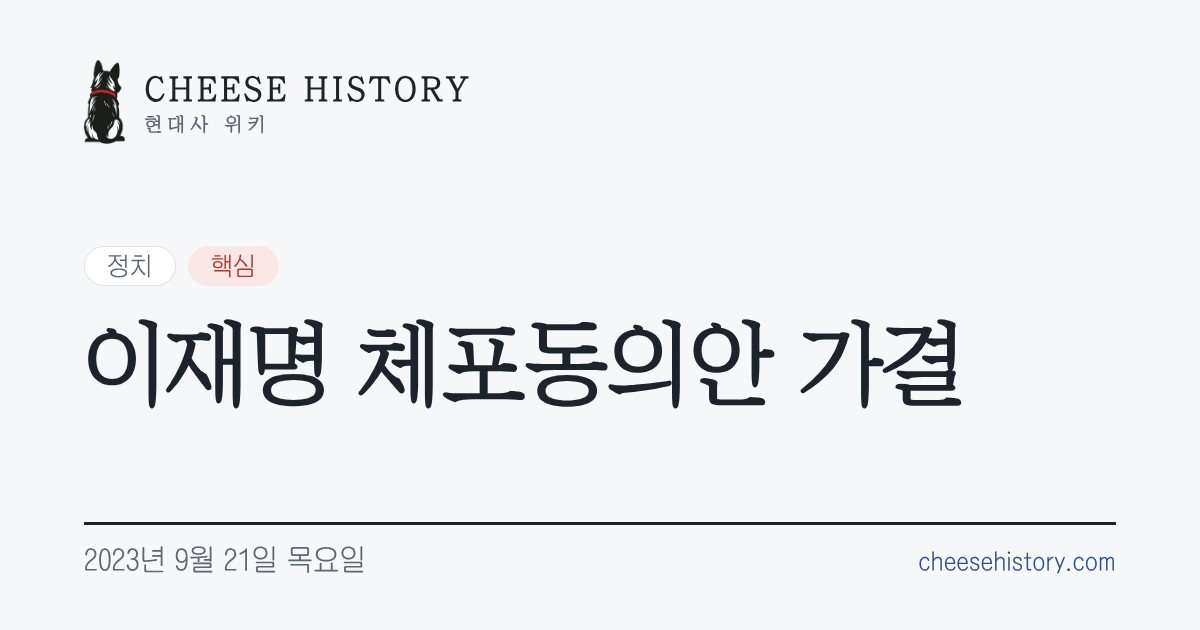 CHEESE HISTORY
현대사 위키
정치 핵심
이재명 체포동의안 가결
2023년 9월 21일 목요일
cheesehistory.com